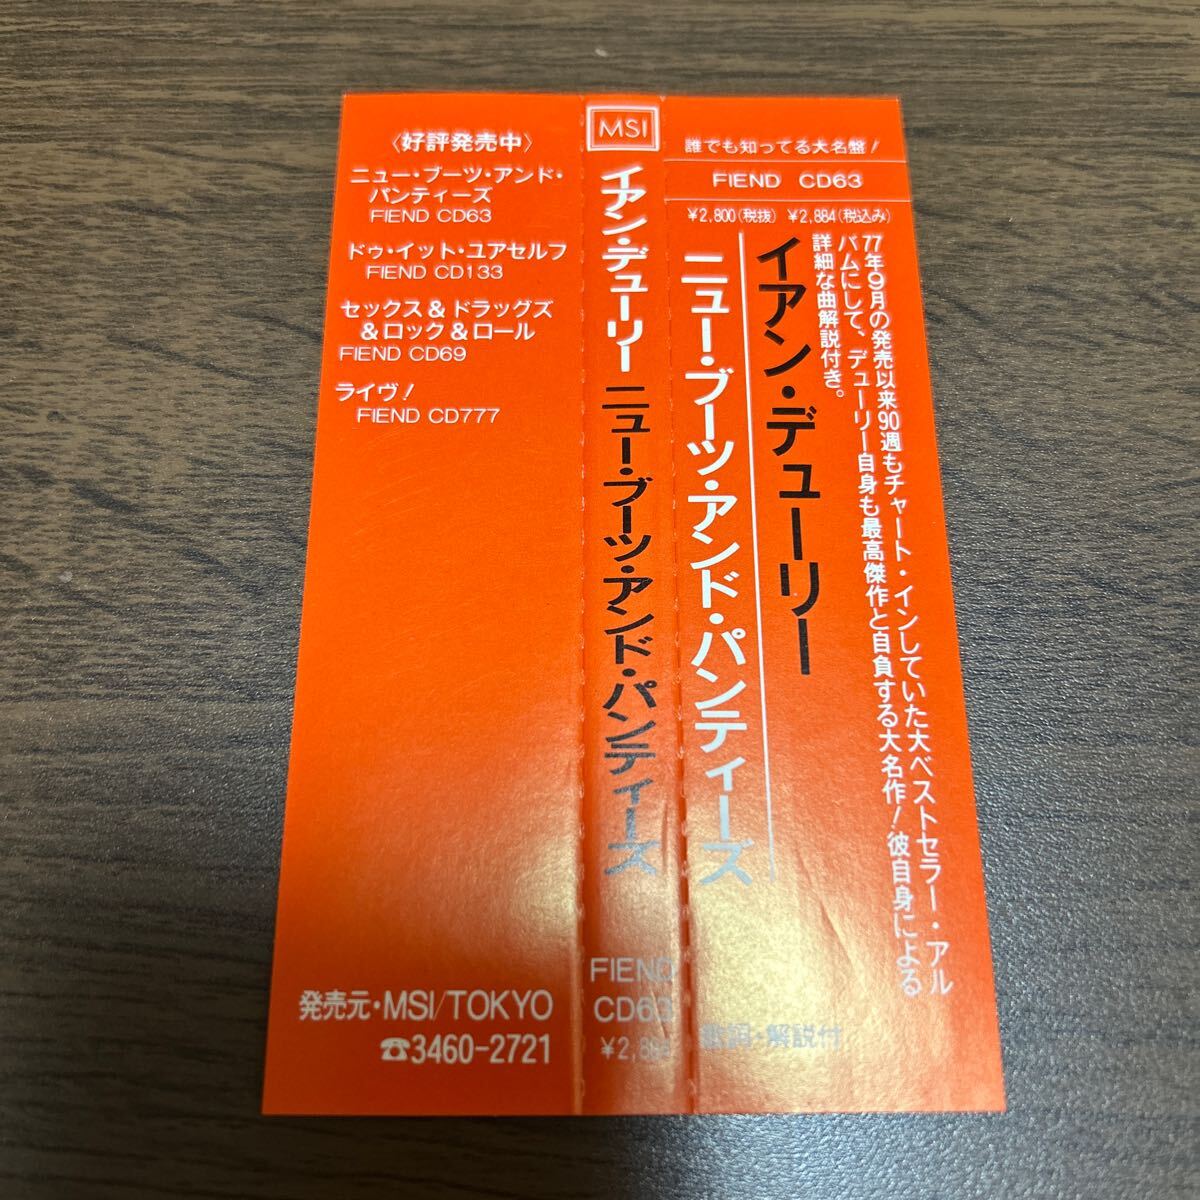 〈好評発売中〉
ニュー・ブーツ・アンド・
パンティーズ
FIEND CD63
ドゥ・イット・ユアセルフ
FIEND CD133
セックス&ドラッグズ
&ロック&ロール
FIEND CD69
ライヴ!
FIEND CD777
発売元・MSI/TOKYO
☎3460-2721
MSI
イアン・デューリー ニュー・ブーツ・アンド・パンティーズ
FIEND
CD63
¥2,884
誰でも知ってる大名盤!
FIEND CD63
¥2,800(税抜) ¥2,884(税込み)
77年9月の発売以来90週もチャート・インしていた大ベストセラー・アル
バムにして、デューリー自身も最高傑作と自負する大名作!彼自身による
詳細な曲解説付き。
イアン・デューリー
ニュー・ブーツ・アンド・パンティーズ
歌詞・解説付